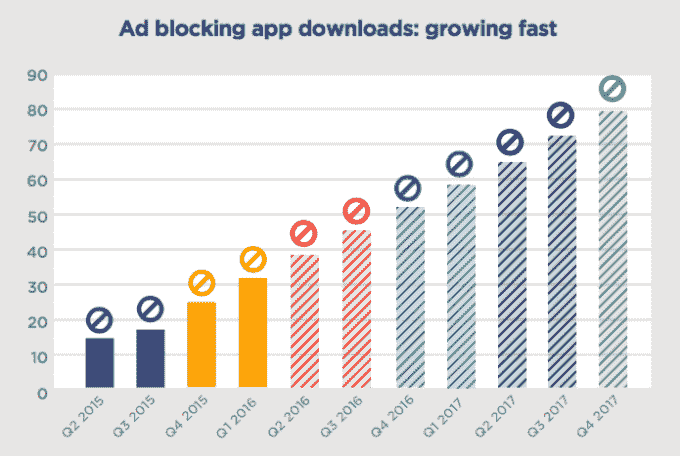 Ad blocking app downloads: growing fast
90
80
70
60
50
40
30
20
10
0
Q2 2015
Q3 2015
Q4 2015
Q1 2016
Q2 2016
Q3 2016
Q4 2016
Q1 2017
Q2 2017
Q3 2017
Q4 2017